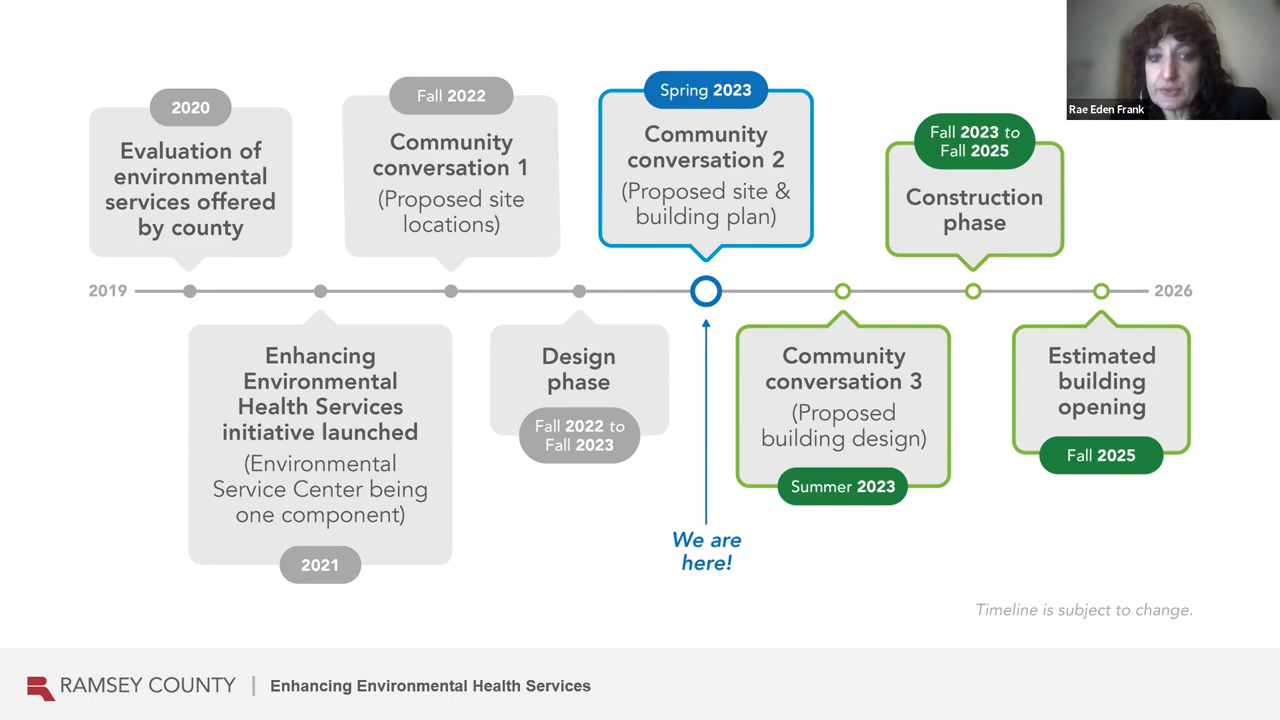 Rae Eden Frank
2020
Evaluation of
environmental
services offered
by county
Fall 2022
Community
conversation 1
(Proposed site
locations)
Spring 2023
Community
conversation 2
(Proposed site &
building plan)
Fall 2023 to
Fall 2025
Construction
phase
2019
2026
Enhancing
Environmental
Health Services
initiative launched
(Environmental
Service Center being
one component)
2021
Design
phase
Fall 2022 to
Fall 2023
We are
here!
Community
conversation 3
(Proposed
building design)
Summer 2023
Estimated
building
opening
Fall 2025
Timeline is subject to change.
RAMSEY COUNTY | Enhancing Environmental Health Services